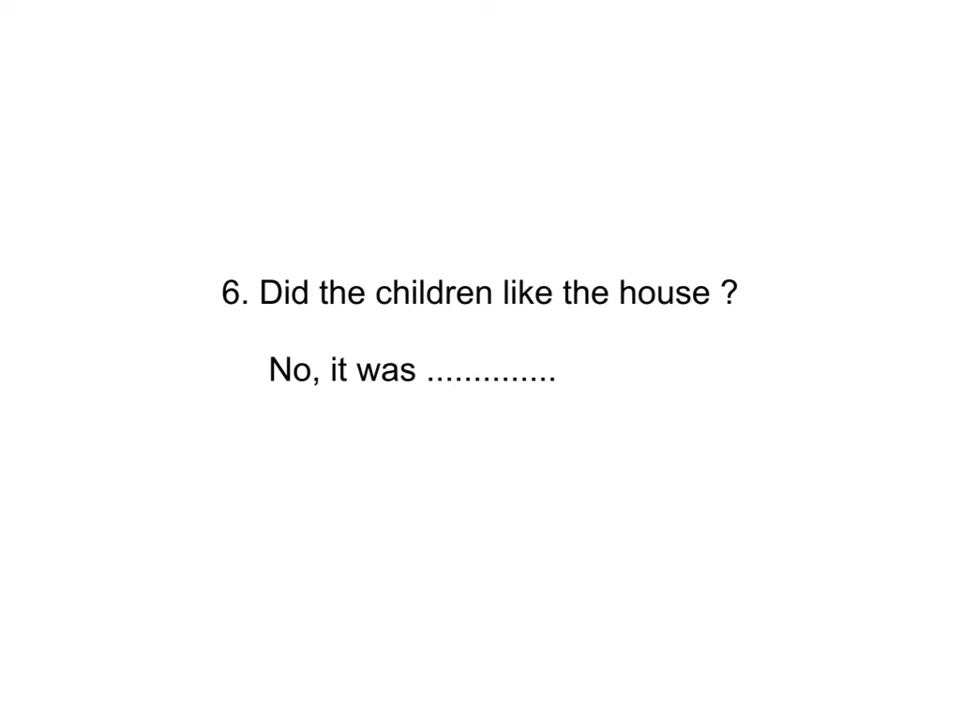 6. Did the children like the house ?
No, it was ..............